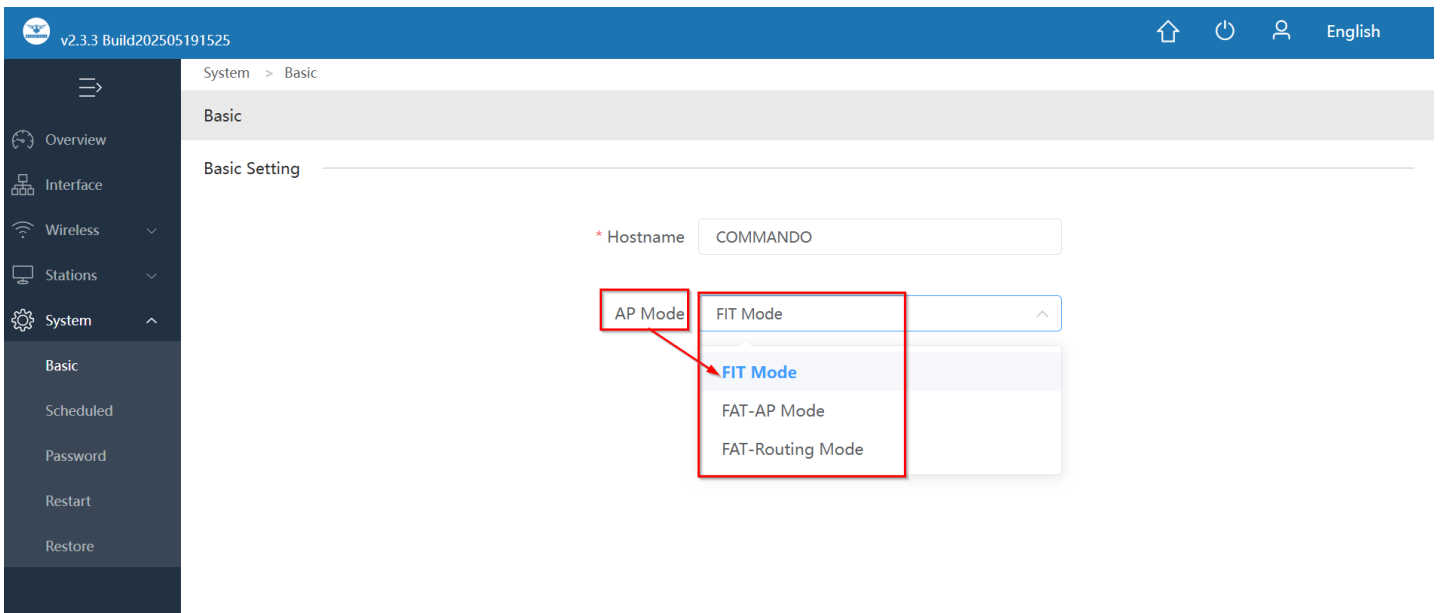 v2.3.3 Build202505191525
English
System > Basic
Basic
Overview
Basic Setting
Interface
Wireless
* Hostname COMMANDO
Stations
AP Mode FIT Mode
System
Basic
FIT Mode
Scheduled
FAT-AP Mode
Password
FAT-Routing Mode
Restart
Restore